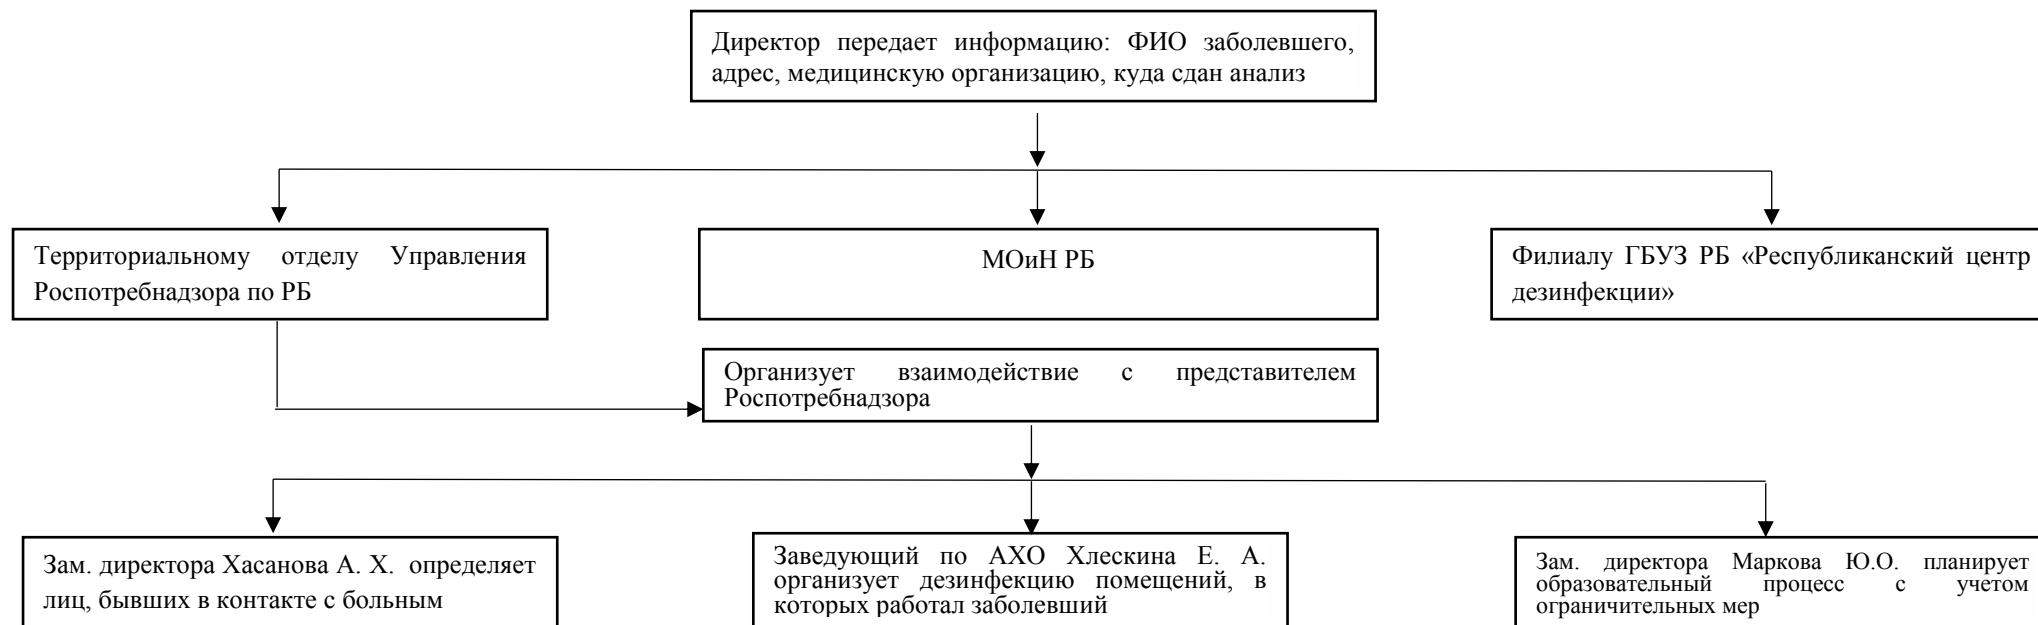 Директор передает информацию: ФИО заболевшего,
адрес, медицинскую организацию, куда сдан анализ
Территориальному отделу Управления
Роспотребнадзора по РБ
МОиН РБ
Филиалу ГБУЗ РБ «Республиканский центр
дезинфекции»
Организует взаимодействие с представителем
Роспотребнадзора
Зам. директора Хасанова А. Х. определяет
лиц, бывших в контакте с больным
Заведующий по АХО Хлескина Е. А.
организует дезинфекцию помещений, в
которых работал заболевший
Зам. директора Маркова Ю.О. планирует
образовательный процесс с учетом
ограничительных мер